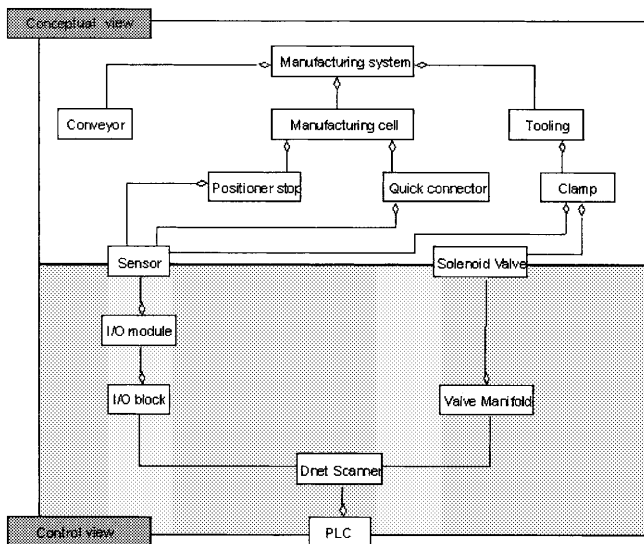 Conceptual view
Manufacturing system
Conveyor
Manufacturing cell
Tooling
Positioner stop
Quick connector
Clamp
Sensor
Solenoid Valve
I/O module
I/O block
Valve Manifold
Dnet Scanner
Control view
PLC